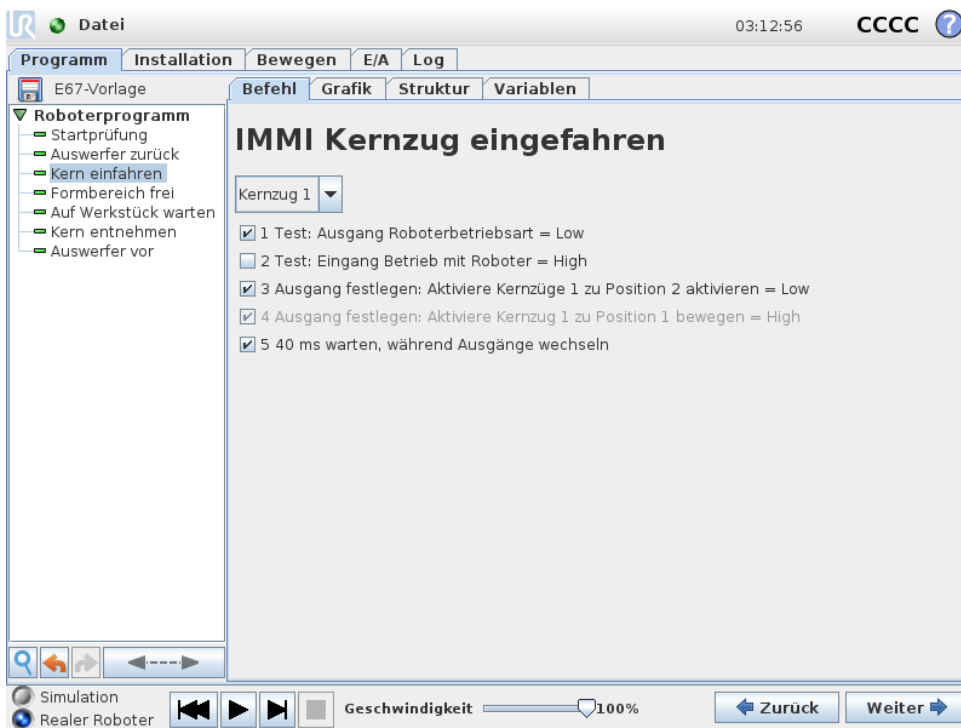 UR Datei 03:12:56 CCCC ?
Programm Installation Bewegen E/A Log
E67-Vorlage
Befehl Grafik Struktur Variablen
Roboterprogramm
Startprüfung
Auswerfer zurück
Kern einfahren
Formbereich frei
Auf Werkstück warten
Kern entnehmen
Auswerfer vor
IMMI Kernzug eingefahren
Kernzug 1
1 Test: Ausgang Roboterbetriebsart = Low
2 Test: Eingang Betrieb mit Roboter = High
3 Ausgang festlegen: Aktiviere Kernzüge 1 zu Position 2 aktivieren = Low
4 Ausgang festlegen: Aktiviere Kernzug 1 zu Position 1 bewegen = High
5 40 ms warten, während Ausgänge wechseln
Simulation
Realer Roboter
Geschwindigkeit 100%
Zurück Weiter